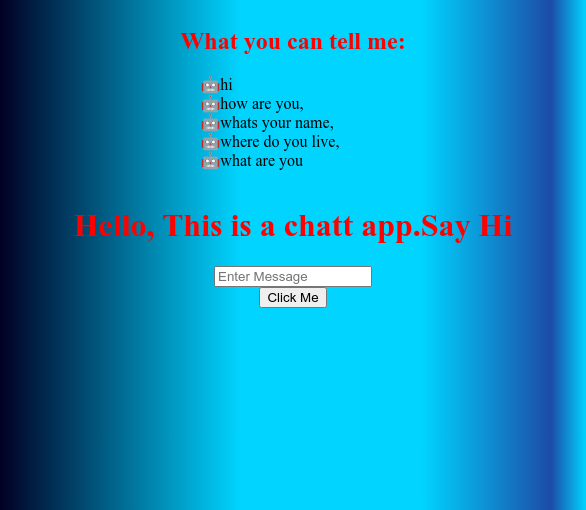 What you can tell me:
🤖hi
🤖how are you,
🤖whats your name,
🤖where do you live,
🤖what are you
Hello, This is a chatt app.Say Hi
Enter Message
Click Me